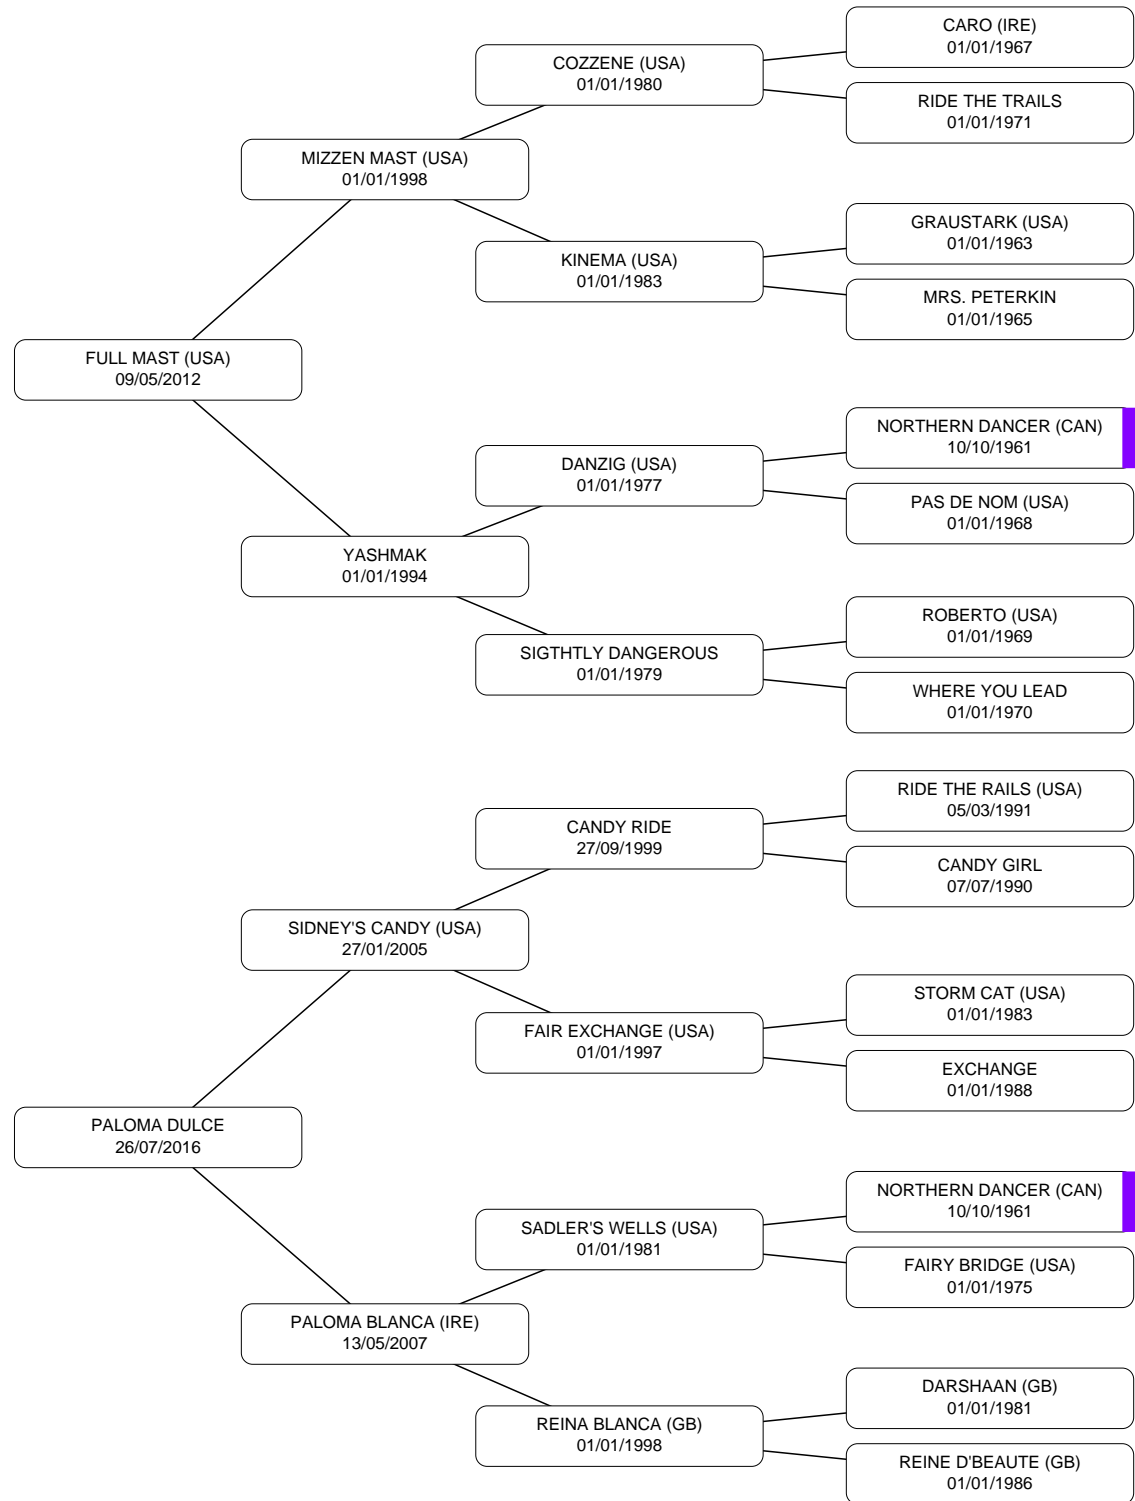 CARO (IRE)
01/01/1967
COZZENE (USA)
01/01/1980
RIDE THE TRAILS
01/01/1971
MIZZEN MAST (USA)
01/01/1998
GRAUSTARK (USA)
01/01/1963
KINEMA (USA)
01/01/1983
MRS. PETERKIN
01/01/1965
FULL MAST (USA)
09/05/2012
NORTHERN DANCER (CAN)
10/10/1961
DANZIG (USA)
01/01/1977
PAS DE NOM (USA)
01/01/1968
YASHMAK
01/01/1994
ROBERTO (USA)
01/01/1969
SIGTHTLY DANGEROUS
01/01/1979
WHERE YOU LEAD
01/01/1970
RIDE THE RAILS (USA)
05/03/1991
CANDY RIDE
27/09/1999
CANDY GIRL
07/07/1990
SIDNEY'S CANDY (USA)
27/01/2005
STORM CAT (USA)
01/01/1983
FAIR EXCHANGE (USA)
01/01/1997
EXCHANGE
01/01/1988
PALOMA DULCE
26/07/2016
NORTHERN DANCER (CAN)
10/10/1961
SADLER'S WELLS (USA)
01/01/1981
FAIRY BRIDGE (USA)
01/01/1975
PALOMA BLANCA (IRE)
13/05/2007
DARSHAAN (GB)
01/01/1981
REINA BLANCA (GB)
01/01/1998
REINE D'BEAUTE (GB)
01/01/1986